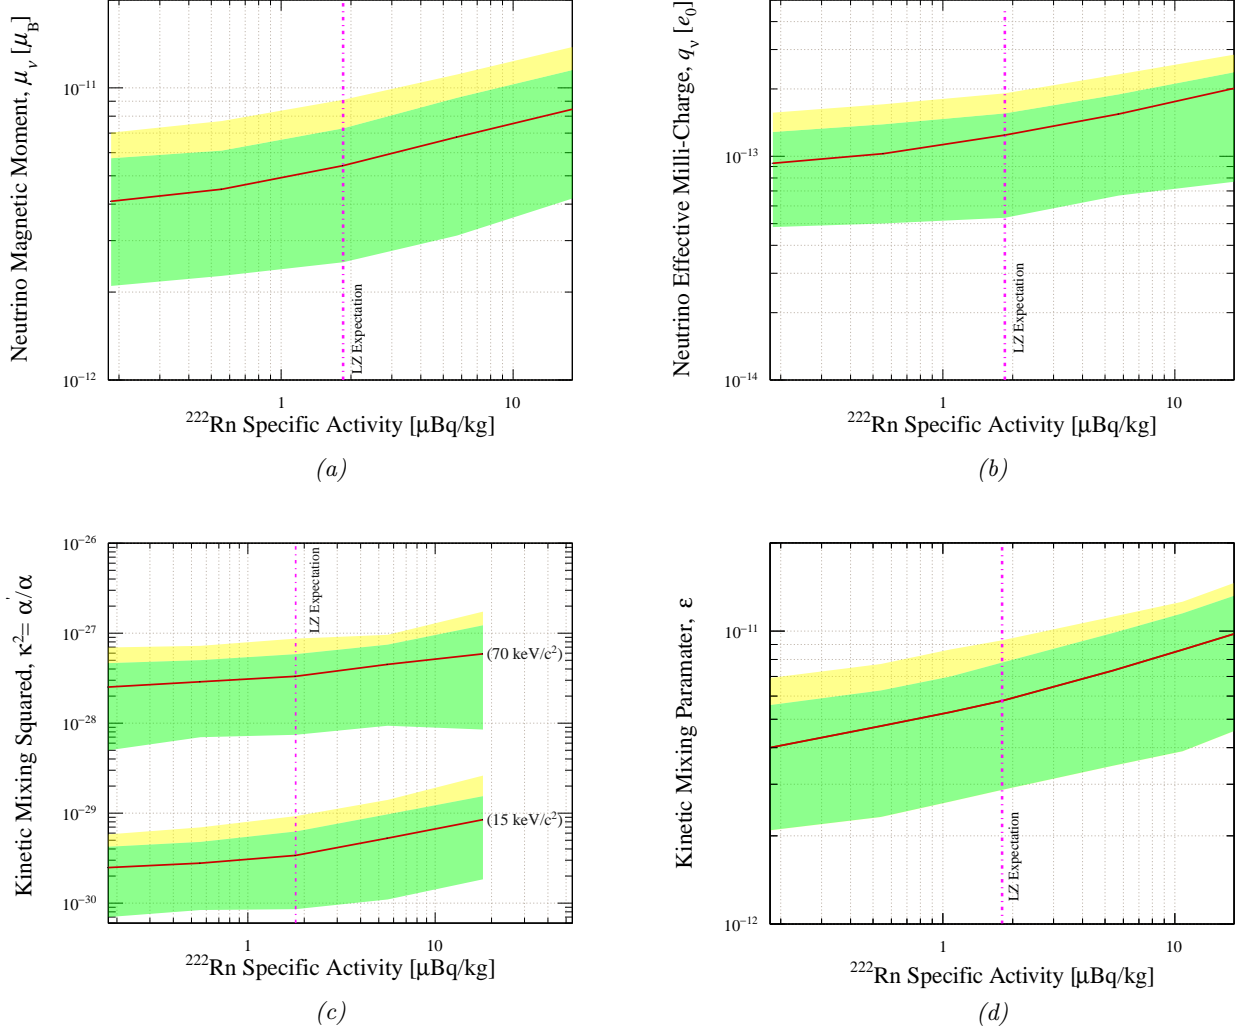 Neutrino Magnetic Moment, μ_ν [μ_B]
10⁻¹¹
10⁻¹²
LZ Expectation
1
10
²²²Rn Specific Activity [μBq/kg]
(a)
Neutrino Effective Milli-Charge, q_ν [e₀]
10⁻¹³
10⁻¹⁴
LZ Expectation
1
10
²²²Rn Specific Activity [μBq/kg]
(b)
Kinetic Mixing Squared, κ²= α'/α
10⁻²⁶
10⁻²⁷
10⁻²⁸
10⁻²⁹
10⁻³⁰
LZ Expectation
(70 keV/c²)
(15 keV/c²)
1
10
²²²Rn Specific Activity [μBq/kg]
(c)
Kinetic Mixing Paramater, ε
10⁻¹¹
10⁻¹²
LZ Expectation
1
10
²²²Rn Specific Activity [μBq/kg]
(d)